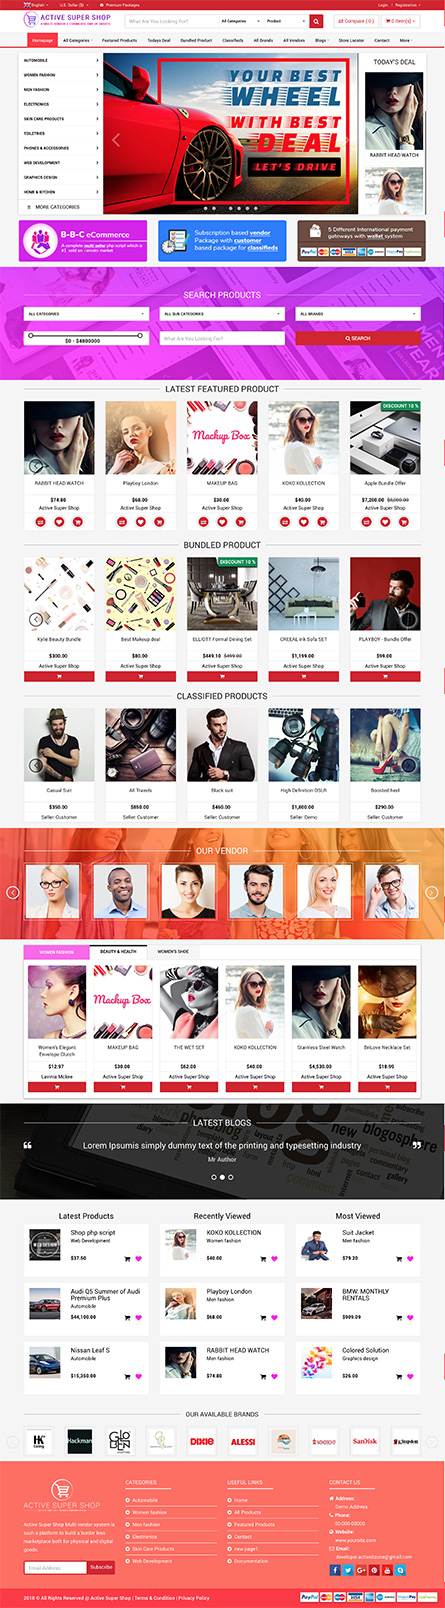 English
U.S. Dollar ($)
Premium Packages
Login
Registration
ACTIVE SUPER SHOP
What Are You Looking For?
All Categories
Product
Compare ( 0 )
0 Item(s)
Homepage
All Categories
Featured Products
Todays Deal
Bundled Product
Classifieds
All Brands
All Vendors
Blogs
Store Locator
Contact
More
AUTOMOBILE
WOMEN FASHION
MEN FASHION
ELECTRONICS
SKIN CARE PRODUCTS
TOILETRIES
PHONES & ACCESSORIES
WEB DEVELOPMENT
GRAPHICS DESIGN
HOME & KITCHEN
MORE CATEGORIES
YOUR BEST
WHEEL
WITH BEST
DEAL
LET'S DRIVE
TODAY'S DEAL
RABBIT HEAD WATCH
B-B-C eCommerce
Subscription based vendor
Package with customer
based package for classifieds
5 Different International payment
gateways with wallet system
SEARCH PRODUCTS
ALL CATEGORIES
ALL SUB CATEGORIES
ALL BRANDS
$0 - $4800000
What Are You Looking For?
SEARCH
LATEST FEATURED PRODUCT
Mackup Box
DISCOUNT 10 %
RABBIT HEAD WATCH
Playboy London
MAKEUP BAG
KOKO KOLLECTION
Apple Bundle Offer
$74.80
$68.00
$30.00
$40.00
$7,200.00 $8,000.00
Active Super Shop
Active Super Shop
Active Super Shop
Active Super Shop
Active Super Shop
BUNDLED PRODUCT
DISCOUNT 10 %
Kylie Beauty Bundle
Best Makeup deal
ELLIOTT Formal Dining Set
CREEAL ink Sofa SET
PLAYBOY - Bundle Offer
$300.00
$80.00
$449.10 $499.00
$1,199.00
$99.00
Active Super Shop
Active Super Shop
Active Super Shop
Active Super Shop
Active Super Shop
CLASSIFIED PRODUCTS
Casual Suit
All Travels
Black suit
High Definition DSLR
Boosted heel
$350.00
$850.00
$460.00
$1,800.00
$290.00
Seller: Customer
Seller: Customer
Seller: Customer
Seller: Demo
Seller: Customer
OUR VENDOR
WOMEN FASHION
BEAUTY & HEALTH
WOMEN'S SHOE
Mackup Box
Women's Elegant
Envelope Clutch
MAKEUP BAG
THE WET SET
KOKO KOLLECTION
Stainless Steel Watch
BnLove Necklace Set
$12.97
$30.00
$62.00
$40.00
$4,530.00
$18.99
Lavinia Mckee
Active Super Shop
Active Super Shop
Active Super Shop
Active Super Shop
Active Super Shop
LATEST BLOGS
Lorem Ipsumis simply dummy text of the printing and typesetting industry
Mr Author
Latest Products
Recently Viewed
Most Viewed
Shop php script
Web Development
$37.50
KOKO KOLLECTION
Women fashion
$40.00
Suit Jacket
Men fashion
$79.20
Audi Q5 Summer of Audi
Premium Plus
Automobile
$44,100.00
Playboy London
Men fashion
$68.00
BMW: MONTHLY
RENTALS
$909.09
Nissan Leaf S
Automobile
$15,350.00
RABBIT HEAD WATCH
Men fashion
$74.80
Colored Solution
Graphics design
$26.00
OUR AVAILABLE BRANDS
HK
Living
Hackman
DIXIE
ALESSI
SanDisk
Kingston
ACTIVE SUPER SHOP
Active Super Shop Multi-vendor system is
such a platform to build a border less
marketplace both for physical and digital
goods.
Email Address
Subscribe
CATEGORIES
Automobile
Women fashion
Men fashion
Electronics
Skin Care Products
Web Development
USEFUL LINKS
Home
All Products
Featured Products
Contact
new page1
Documentation
CONTACT US
Address:
Demo Address
Phone:
00-000-00000
Website:
www.yoursite.com
Email:
developer.activeitzone@gmail.com
2018 © All Rights Reserved @ Active Super Shop | Terms & Condition | Privacy Policy
PayPal